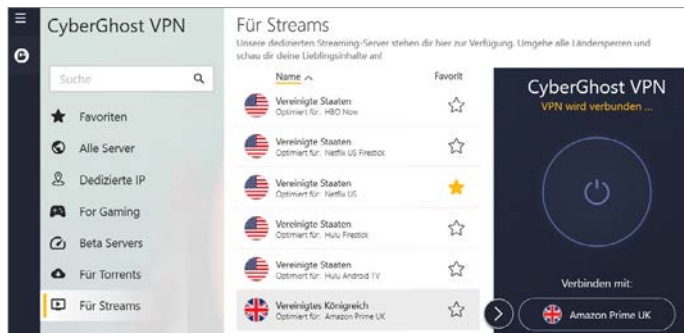 CyberGhost VPN
Suche
Favoriten
Alle Server
Dedizierte IP
For Gaming
Beta Servers
Für Torrents
Für Streams
Für Streams
Unsere dedizierten Streaming-Server stehen dir hier zur Verfügung. Umgehe alle Ländersperren und
schau dir deine Lieblingsinhalte an!
Name Favorit
Vereinigte Staaten
Optimiert für: HBO Now
Vereinigte Staaten
Optimiert für: Netflix US Firestick
Vereinigte Staaten
Optimiert für: Netflix US
Vereinigte Staaten
Optimiert für: Hulu Firestick
Vereinigte Staaten
Optimiert für: Hulu Android TV
Vereinigtes Königreich
Optimiert für: Amazon Prime UK
CyberGhost VPN
VPN wird verbunden ...
Verbinden mit:
Amazon Prime UK